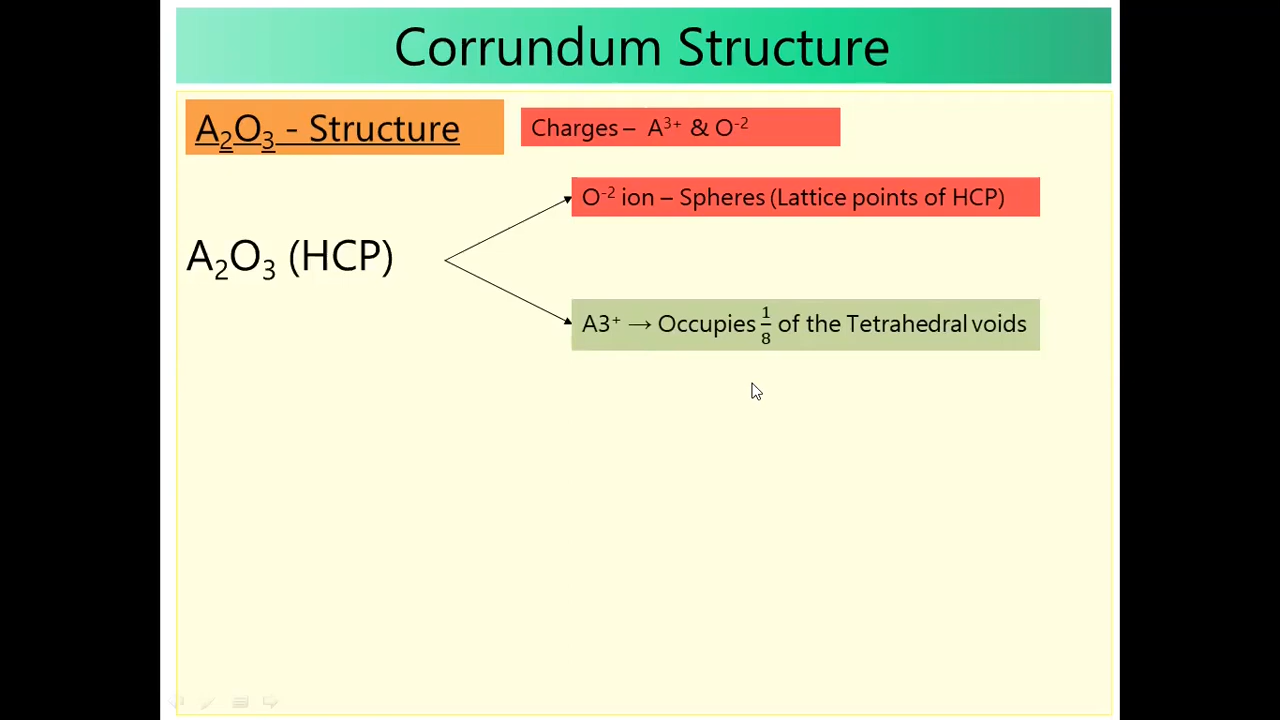 Corrundum Structure
A₂O₃ - Structure
Charges – A³⁺ & O⁻²
O⁻² ion – Spheres (Lattice points of HCP)
A₂O₃ (HCP)
A3⁺ → Occupies 1/8 of the Tetrahedral voids